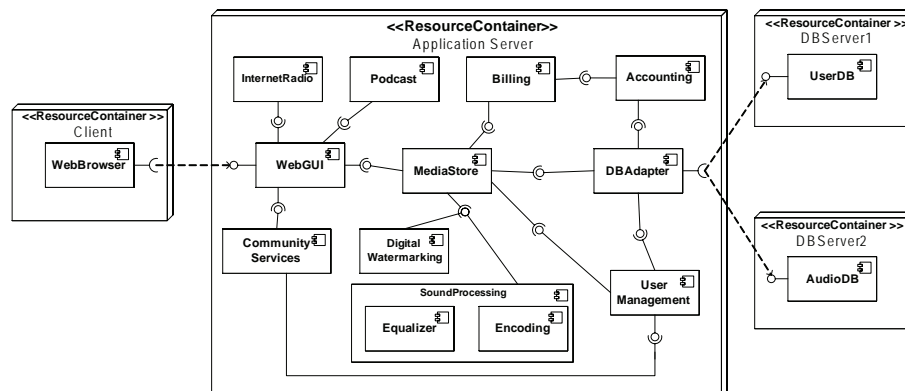 <<ResourceContainer>>
Application Server
<<ResourceContainer>>
DBServer1
InternetRadio
Podcast
Billing
Accounting
UserDB
<<ResourceContainer >>
Client
WebBrowser
WebGUI
MediaStore
DBAdapter
<<ResourceContainer>>
DBServer2
Community
Services
Digital
Watermarking
User
Management
AudioDB
SoundProcessing
Equalizer
Encoding